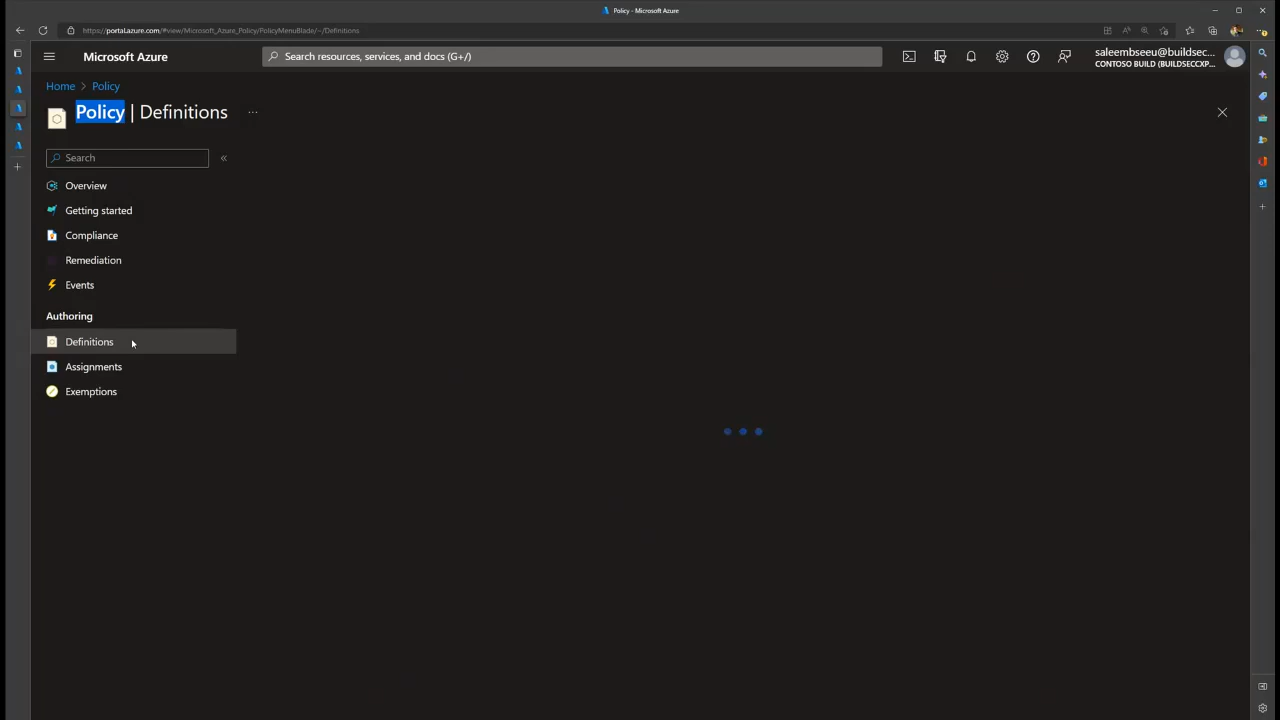 Policy - Microsoft Azure
https://portal.azure.com/#view/Microsoft_Azure_Policy/PolicyMenuBlade/~/Definitions
Microsoft Azure
Search resources, services, and docs (G+/)
saleembseeu@buildsec...
CONTOSO BUILD (BUILDSECCXP...
Home > Policy
Policy | Definitions ...
Search
Overview
Getting started
Compliance
Remediation
Events
Authoring
Definitions
Assignments
Exemptions